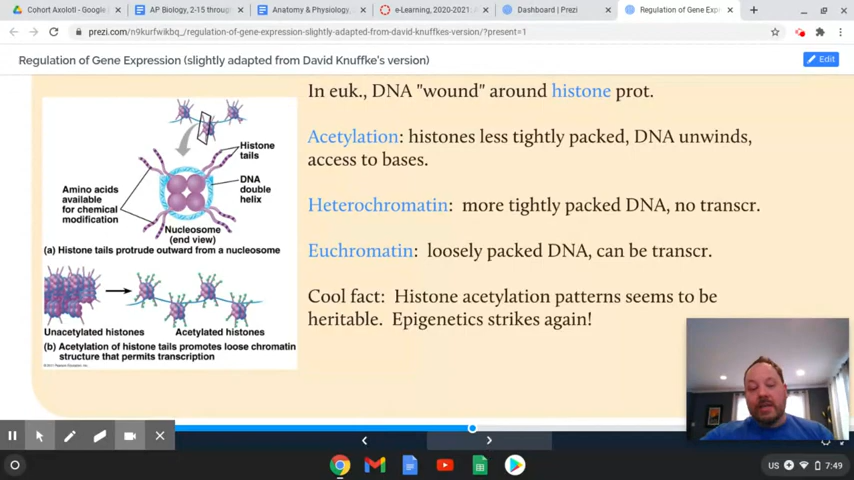 Cohort Axolotl - Google
AP Biology, 2-15 throug
Anatomy & Physiology,
e-Learning, 2020-2021:
Dashboard | Prezi
Regulation of Gene Exp
prezi.com/n9kurfwikbq_/regulation-of-gene-expression-slightly-adapted-from-david-knuffkes-version/?present=1
Regulation of Gene Expression (slightly adapted from David Knuffke's version)
Edit
In euk., DNA "wound" around histone prot.
Acetylation: histones less tightly packed, DNA unwinds,
access to bases.
Heterochromatin: more tightly packed DNA, no transcr.
Euchromatin: loosely packed DNA, can be transcr.
Cool fact: Histone acetylation patterns seems to be
heritable. Epigenetics strikes again!
Histone
tails
DNA
double
helix
Amino acids
available
for chemical
modification
Nucleosome
(end view)
(a) Histone tails protrude outward from a nucleosome
Unacetylated histones
Acetylated histones
(b) Acetylation of histone tails promotes loose chromatin
structure that permits transcription
US
7:49